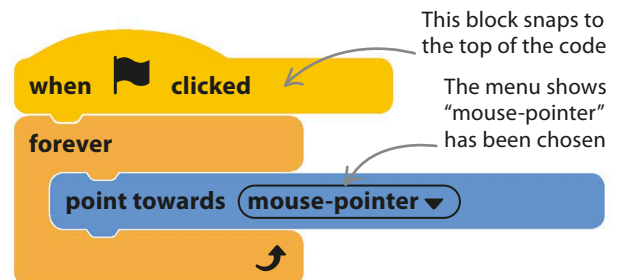 This block snaps to
the top of the code
when clicked
The menu shows
“mouse-pointer”
has been chosen
forever
point towards mouse-pointer